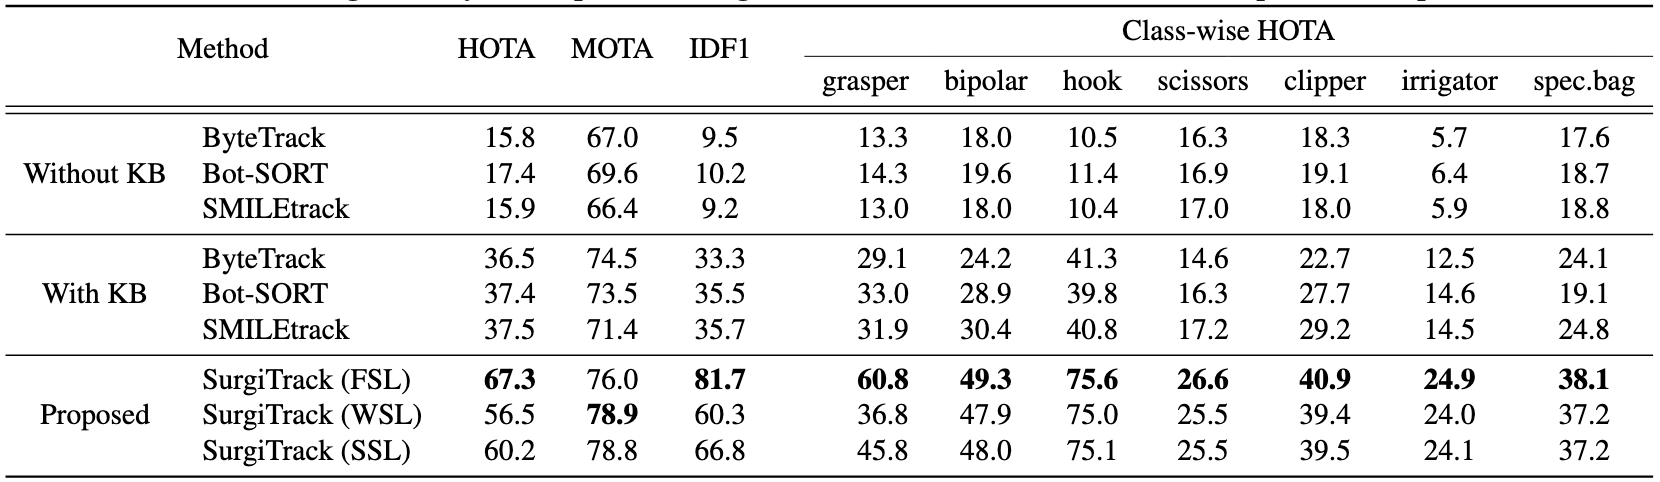 Method HOTA MOTA IDF1 Class-wise HOTA
grasper bipolar hook scissors clipper irrigator spec.bag
ByteTrack 15.8 67.0 9.5 13.3 18.0 10.5 16.3 18.3 5.7 17.6
Without KB Bot-SORT 17.4 69.6 10.2 14.3 19.6 11.4 16.9 19.1 6.4 18.7
SMILEtrack 15.9 66.4 9.2 13.0 18.0 10.4 17.0 18.0 5.9 18.8
ByteTrack 36.5 74.5 33.3 29.1 24.2 41.3 14.6 22.7 12.5 24.1
With KB Bot-SORT 37.4 73.5 35.5 33.0 28.9 39.8 16.3 27.7 14.6 19.1
SMILEtrack 37.5 71.4 35.7 31.9 30.4 40.8 17.2 29.2 14.5 24.8
SurgiTrack (FSL) 67.3 76.0 81.7 60.8 49.3 75.6 26.6 40.9 24.9 38.1
Proposed SurgiTrack (WSL) 56.5 78.9 60.3 36.8 47.9 75.0 25.5 39.4 24.0 37.2
SurgiTrack (SSL) 60.2 78.8 66.8 45.8 48.0 75.1 25.5 39.5 24.1 37.2